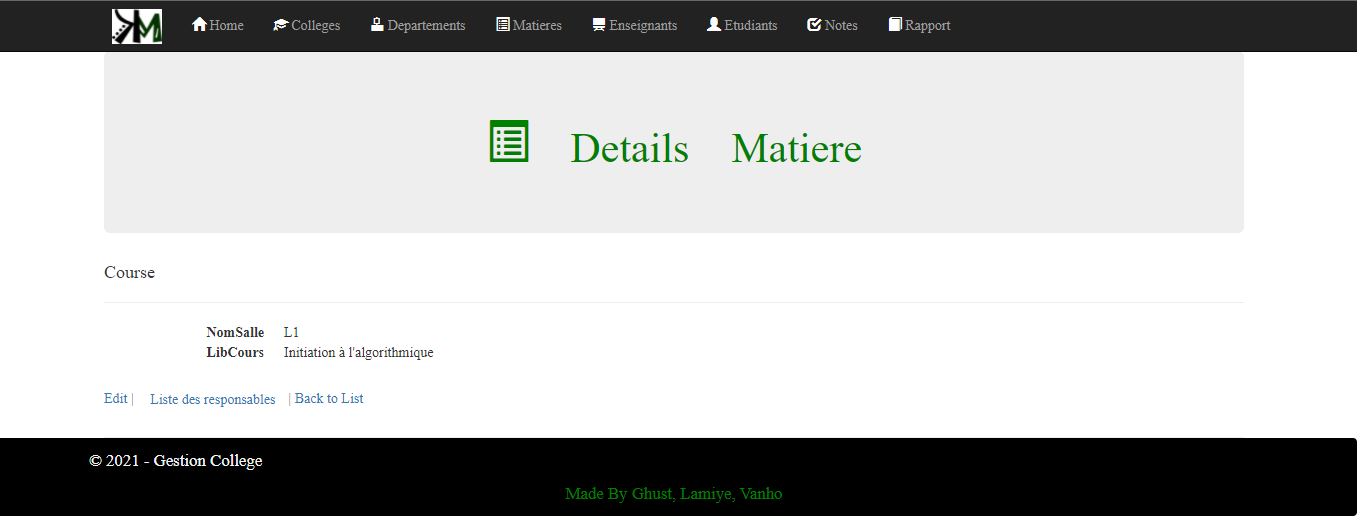 KM Home Colleges Departements Matieres Enseignants Etudiants Notes Rapport
Details Matiere
Course
NomSalle L1
LibCours Initiation à l'algorithmique
Edit | Liste des responsables | Back to List
© 2021 - Gestion College
Made By Ghust, Lamiye, Vanho